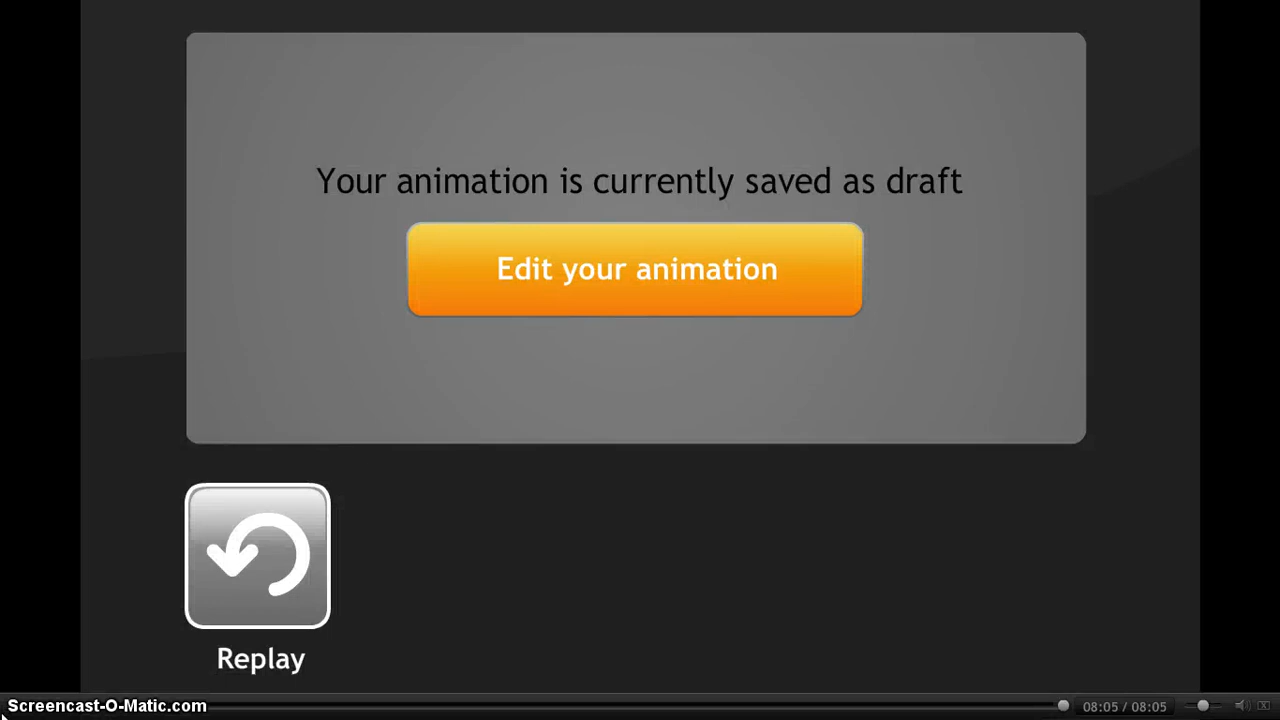 Your animation is currently saved as draft
Edit your animation
Replay
Screencast-O-Matic.com
08:05 / 08:05